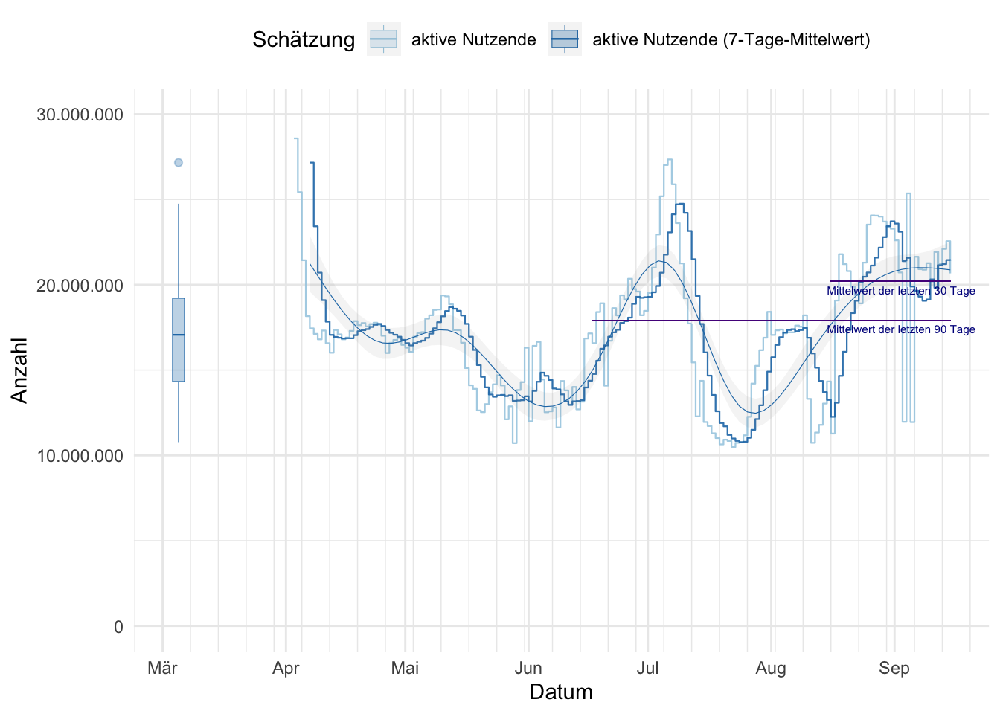 Schätzung aktive Nutzende aktive Nutzende (7-Tage-Mittelwert)
30.000.000
20.000.000
10.000.000
0
Anzahl
Mittelwert der letzten 30 Tage
Mittelwert der letzten 90 Tage
Mär Apr Mai Jun Jul Aug Sep
Datum